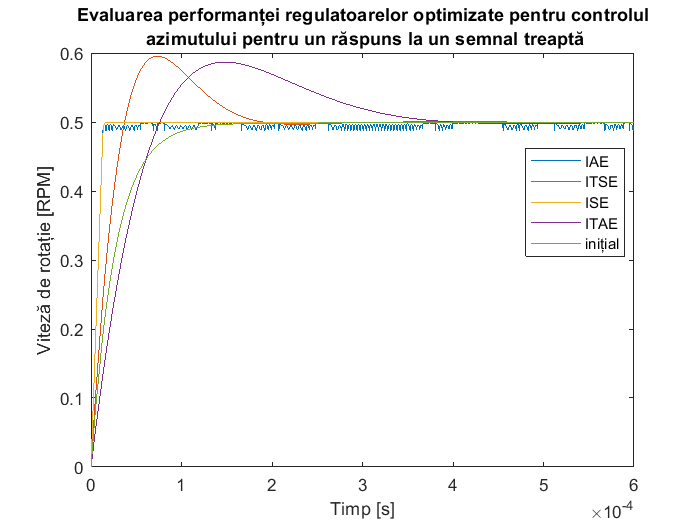 Evaluarea performanței regulatoarelor optimizate pentru controlul
azimutului pentru un răspuns la un semnal treaptă
0.6
0.5
0.4
0.3
0.2
0.1
0
Viteză de rotație [RPM]
IAE
ITSE
ISE
ITAE
inițial
0 1 2 3 4 5 6
Timp [s]
×10⁻⁴